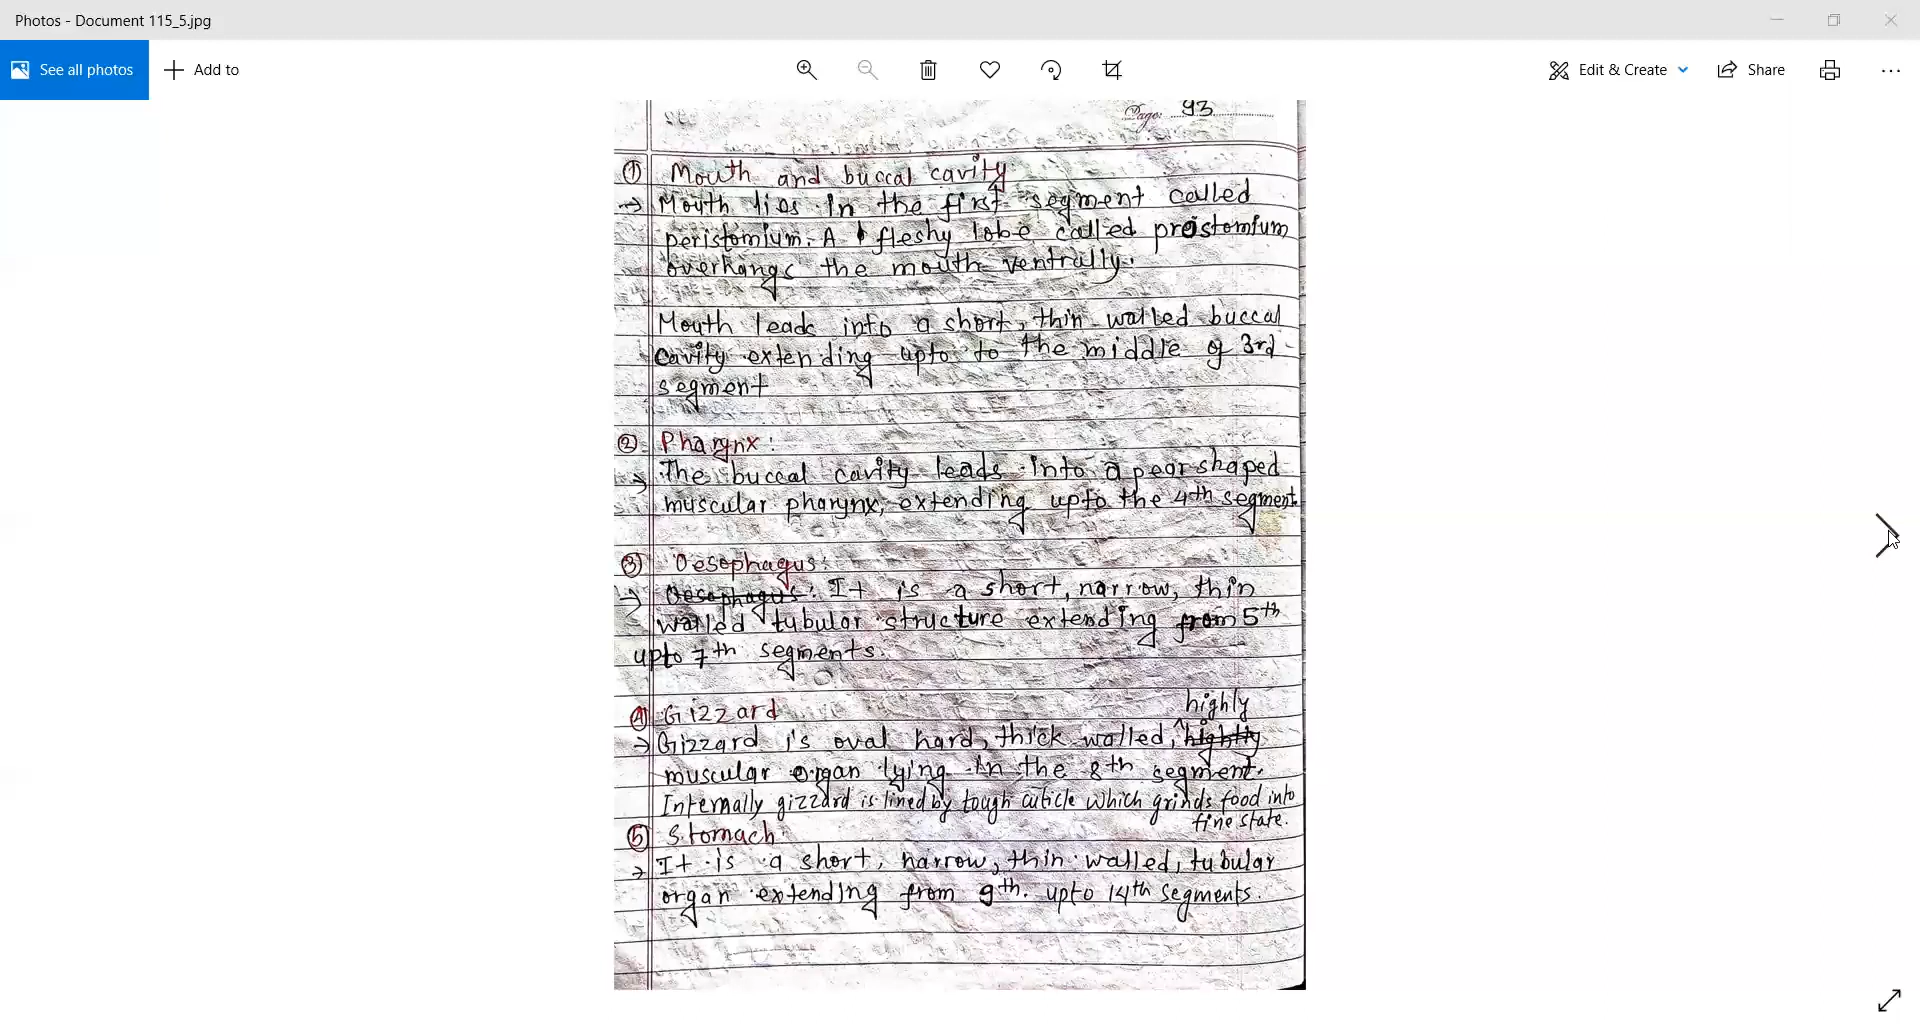 Photos - Document 115_5.jpg
See all photos
Add to
Edit & Create
Share
Page: 93
① Mouth and buccal cavity
→ Mouth lies in the first segment called
peristomium. A fleshy lobe called prostomium
overhangs the mouth ventrally.
Mouth leads into a short, thin walled buccal
cavity extending upto to the middle of 3rd
segment
② Pharynx:
→ The buccal cavity leads into a pear shaped
muscular pharynx, extending upto the 4th segment.
③ Oesophagus:
→ Oesophagus: It is a short, narrow, thin
walled tubular structure extending from 5th
upto 7th segments.
highly
④ Gizzard
→ Gizzard is oval hard, thick walled, highly
muscular organ lying in the 8th segment.
Internally gizzard is lined by tough cuticle which grinds food into
fine state.
⑤ Stomach
→ It is a short, narrow, thin walled, tubular
organ extending from 9th. upto 14th segments.